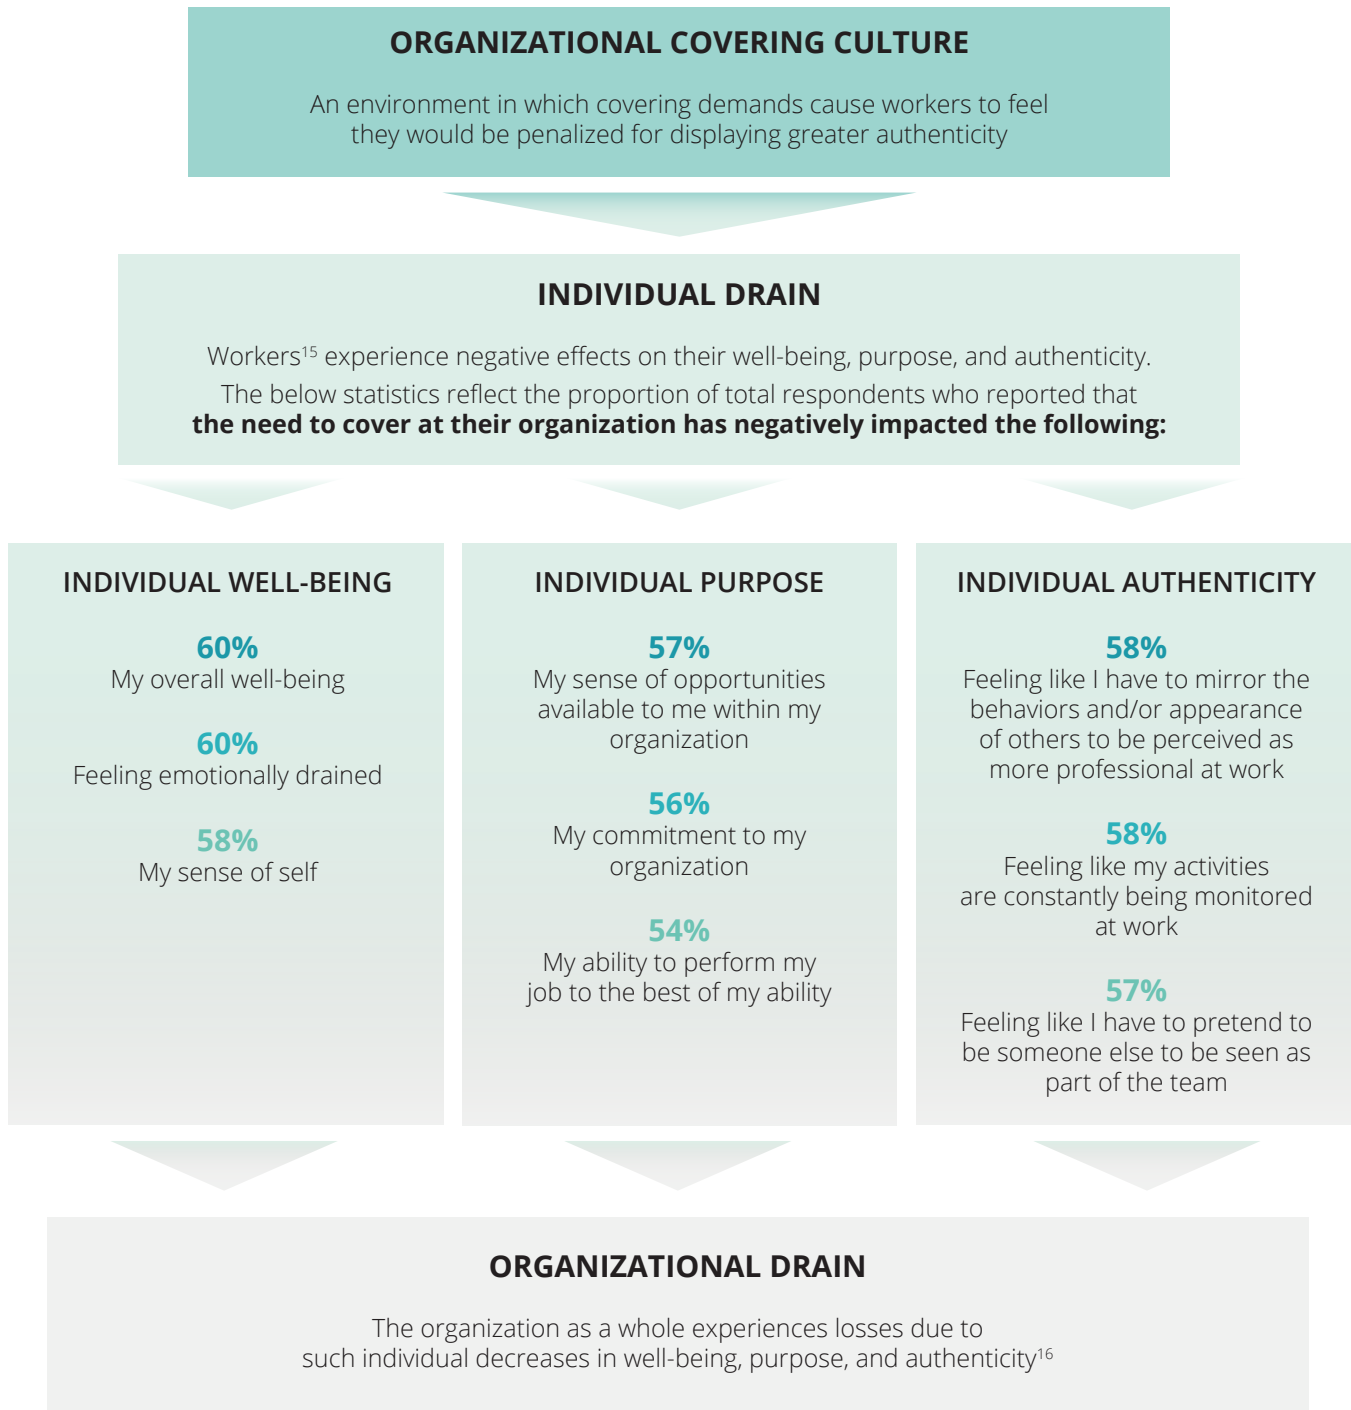 ORGANIZATIONAL COVERING CULTURE
An environment in which covering demands cause workers to feel
they would be penalized for displaying greater authenticity
INDIVIDUAL DRAIN
Workers15 experience negative effects on their well-being, purpose, and authenticity.
The below statistics reflect the proportion of total respondents who reported that
the need to cover at their organization has negatively impacted the following:
INDIVIDUAL WELL-BEING
60%
My overall well-being
60%
Feeling emotionally drained
58%
My sense of self
INDIVIDUAL PURPOSE
57%
My sense of opportunities
available to me within my
organization
56%
My commitment to my
organization
54%
My ability to perform my
job to the best of my ability
INDIVIDUAL AUTHENTICITY
58%
Feeling like I have to mirror the
behaviors and/or appearance
of others to be perceived as
more professional at work
58%
Feeling like my activities
are constantly being monitored
at work
57%
Feeling like I have to pretend to
be someone else to be seen as
part of the team
ORGANIZATIONAL DRAIN
The organization as a whole experiences losses due to
such individual decreases in well-being, purpose, and authenticity16